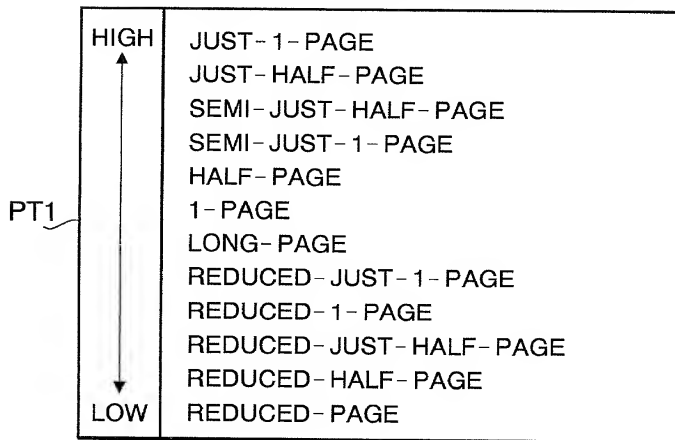 HIGH JUST-1-PAGE
JUST-HALF-PAGE
SEMI-JUST-HALF-PAGE
SEMI-JUST-1-PAGE
HALF-PAGE
PT1 1-PAGE
LONG-PAGE
REDUCED-JUST-1-PAGE
REDUCED-1-PAGE
REDUCED-JUST-HALF-PAGE
REDUCED-HALF-PAGE
LOW REDUCED-PAGE